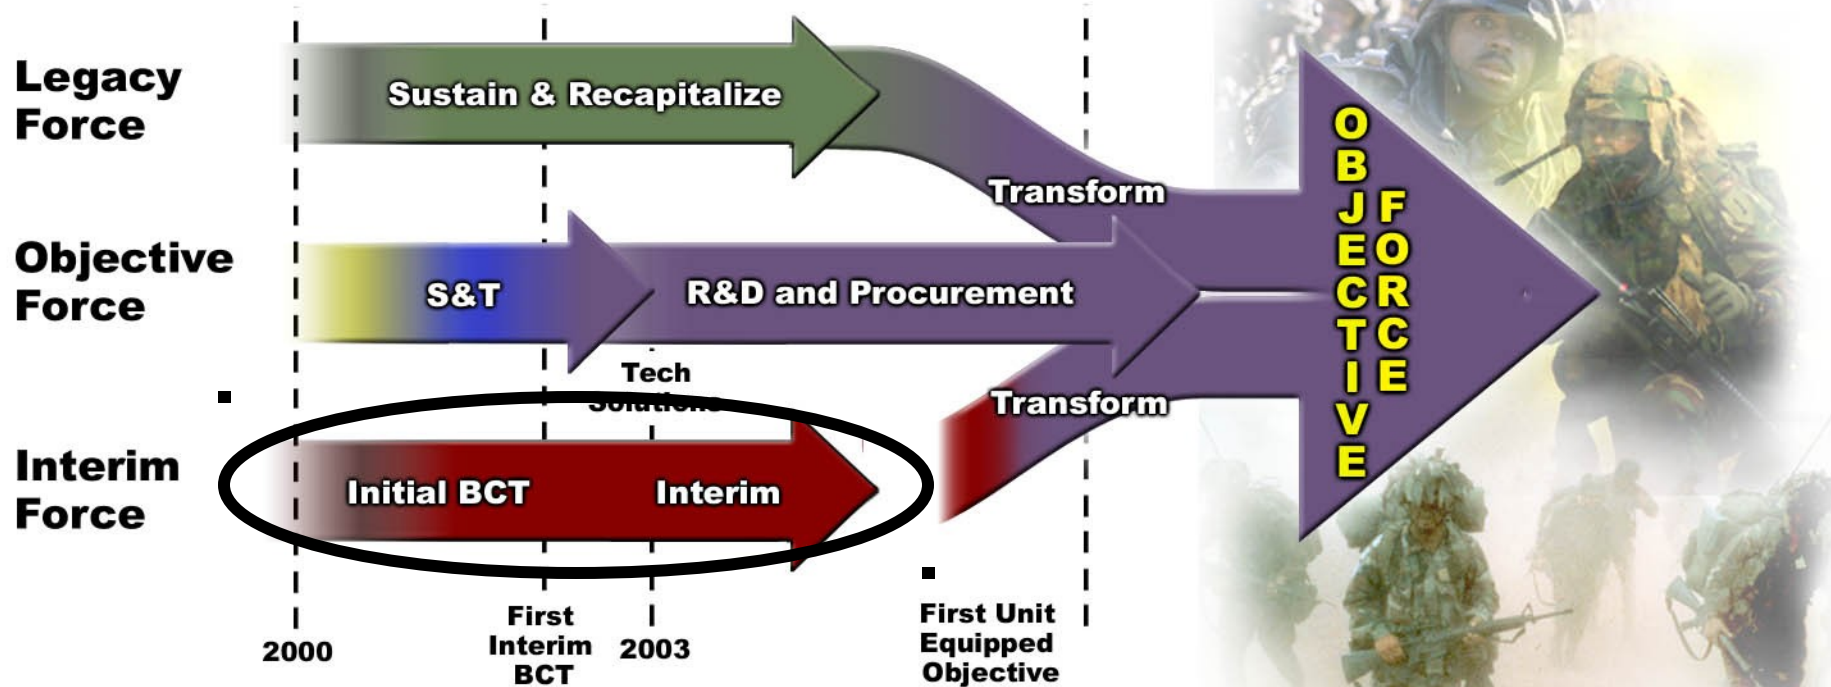 Legacy
Force
Sustain & Recapitalize
Transform
OBJECTIVE
FORCE
Objective
Force
S&T
R&D and Procurement
Tech
Solutions
Transform
Interim
Force
Initial BCT
Interim
2000
First
Interim
BCT
2003
First Unit
Equipped
Objective